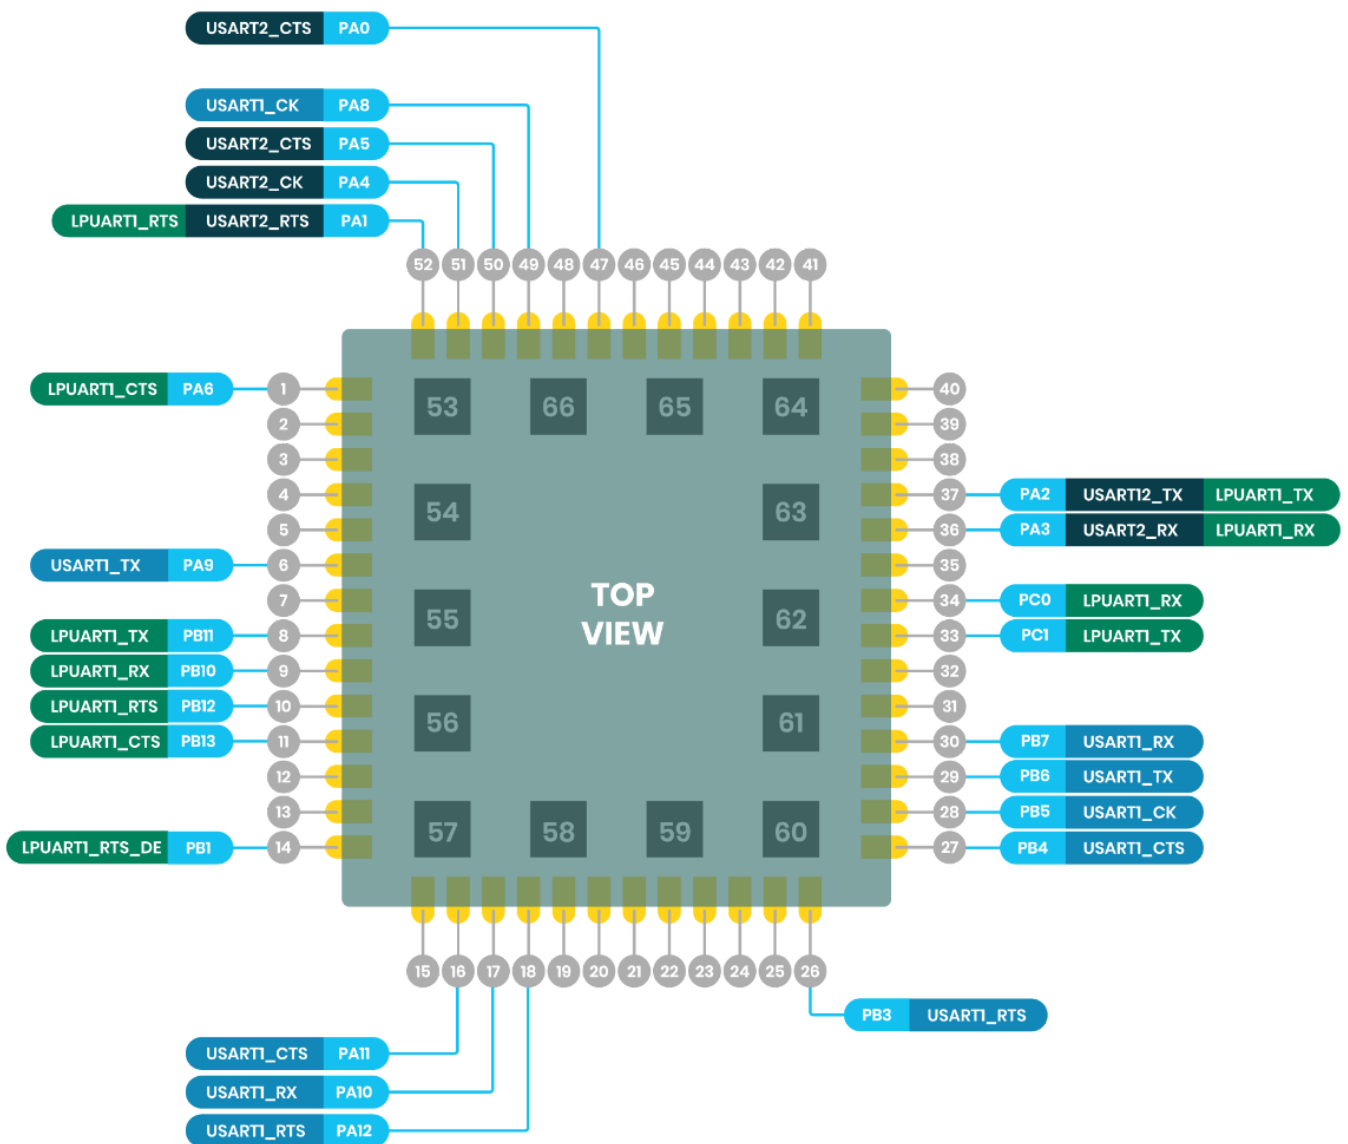 USART2_CTS PA0
USART1_CK PA8
USART2_CTS PA5
USART2_CK PA4
LPUART1_RTS USART2_RTS PA1
52 51 50 49 48 47 46 45 44 43 42 41
LPUART1_CTS PA6 1
2
3
4
5
USART1_TX PA9 6
7
LPUART1_TX PB11 8
LPUART1_RX PB10 9
LPUART1_RTS PB12 10
LPUART1_CTS PB13 11
12
13
LPUART1_RTS_DE PB1 14
53 66 65 64
54 63
55 62
56 61
57 58 59 60
TOP
VIEW
40
39
38
37 PA2 USART12_TX LPUART1_TX
36 PA3 USART2_RX LPUART1_RX
35
34 PC0 LPUART1_RX
33 PC1 LPUART1_TX
32
31
30 PB7 USART1_RX
29 PB6 USART1_TX
28 PB5 USART1_CK
27 PB4 USART1_CTS
15 16 17 18 19 20 21 22 23 24 25 26
PB3 USART1_RTS
USART1_CTS PA11
USART1_RX PA10
USART1_RTS PA12